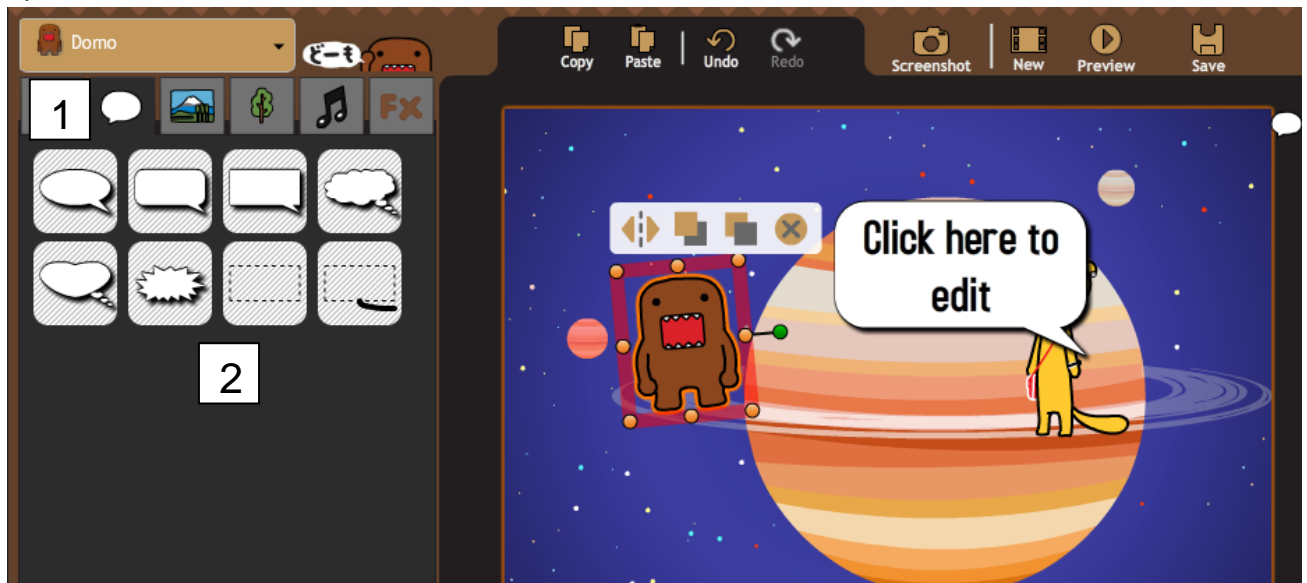 Domo
どーも
Copy
Paste
Undo
Redo
Screenshot
New
Preview
Save
1
Fx
2
Click here to
edit